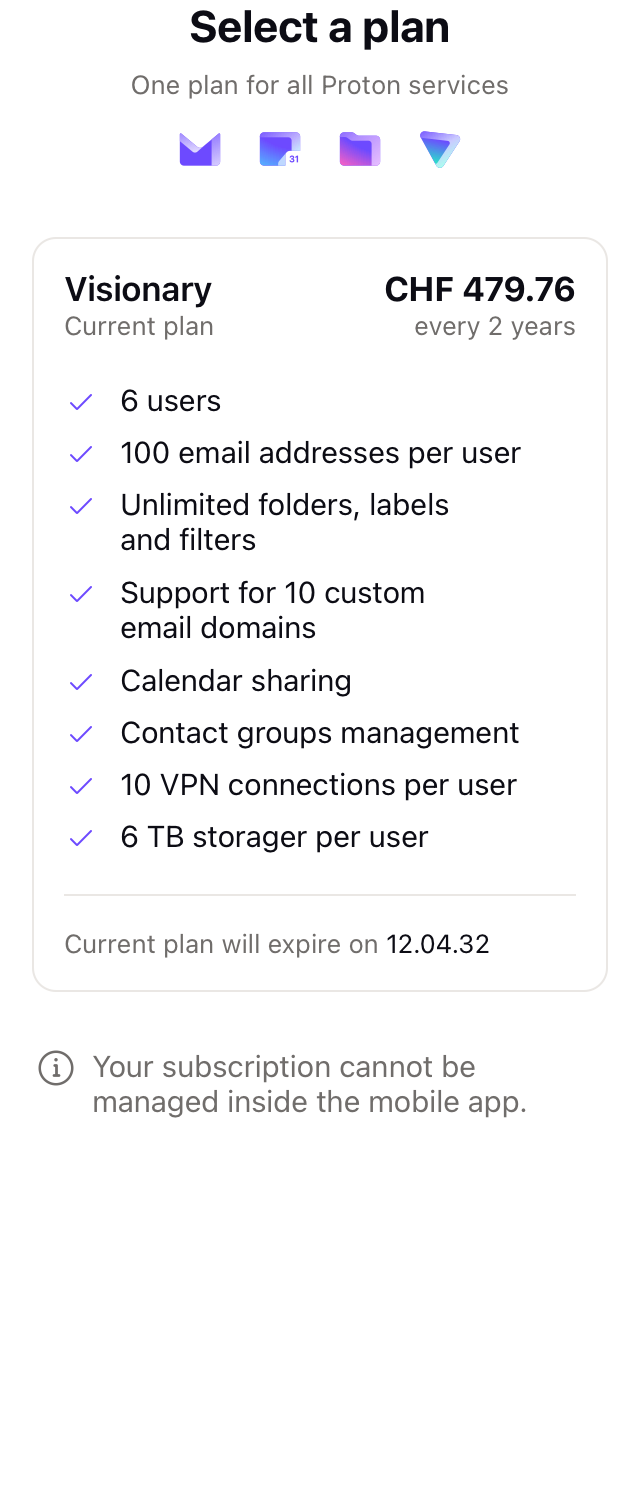 Select a plan
One plan for all Proton services
31
Visionary
CHF 479.76
Current plan
every 2 years
6 users
100 email addresses per user
Unlimited folders, labels
and filters
Support for 10 custom
email domains
Calendar sharing
Contact groups management
10 VPN connections per user
6 TB storager per user
Current plan will expire on 12.04.32
Your subscription cannot be
managed inside the mobile app.